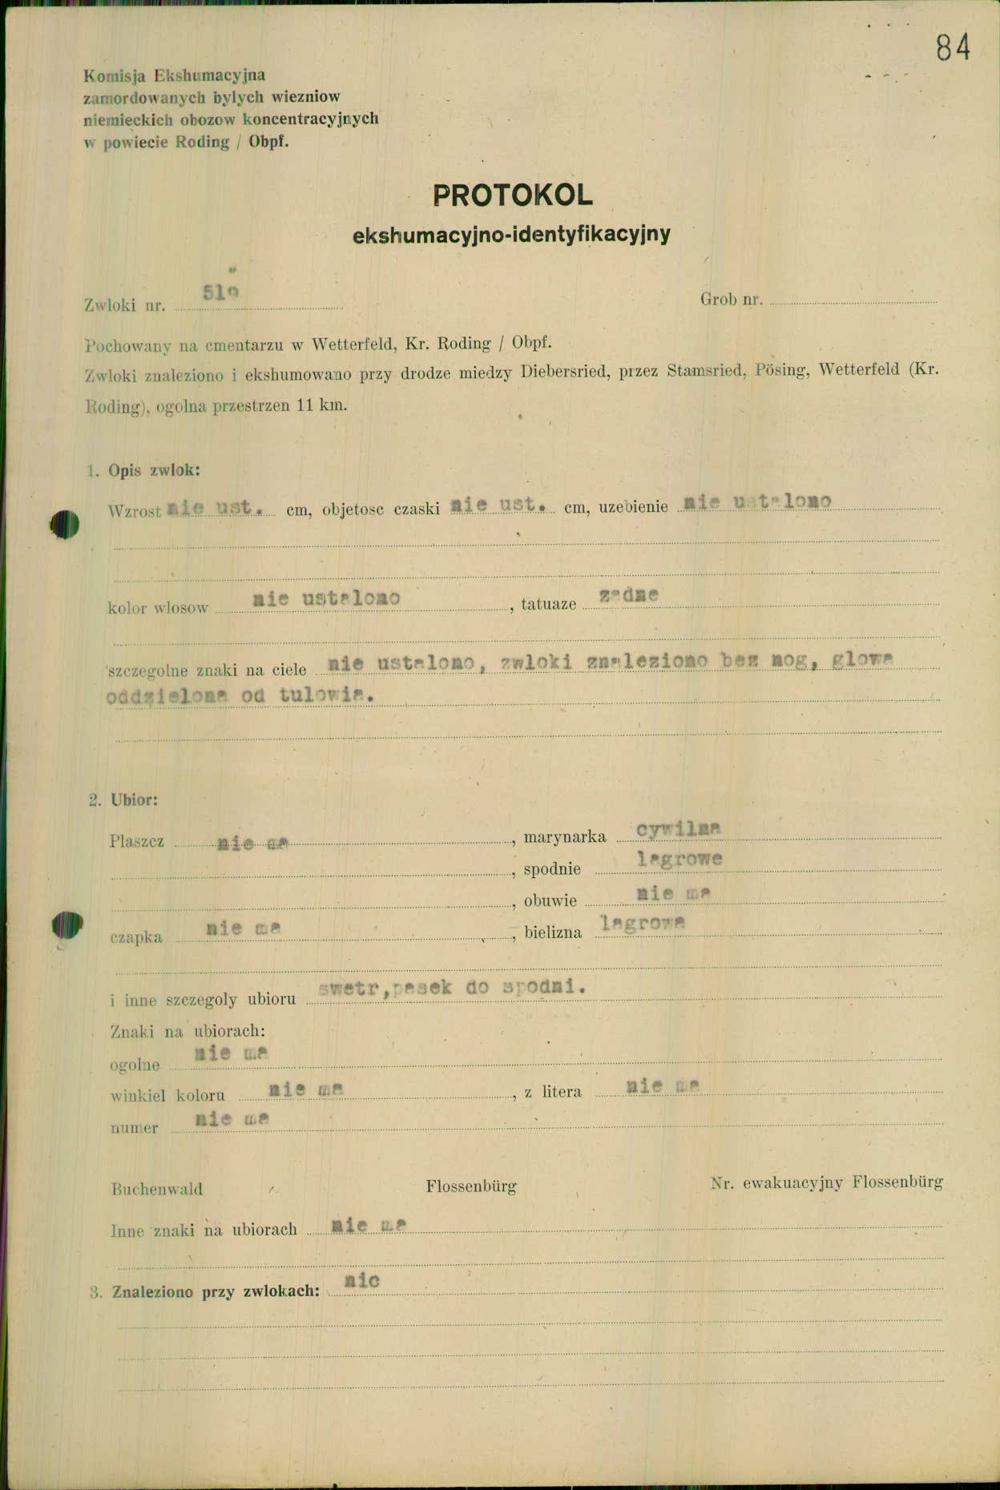 84
Komisja Ekshumacyjna
zamordowanych bylych wiezniow
niemieckich obozow koncentracyjnych
w powiecie Roding / Obpf.
PROTOKOL
ekshumacyjno-identyfikacyjny
Zwloki nr. Grob nr.
Pochowany na cmentarzu w Wetterfeld, Kr. Roding / Obpf.
Zwloki znaleziono i ekshumowano przy drodze miedzy Diebersried, przez Stamsried, Pösing, Wetterfeld (Kr.
Roding), ogolna przestrzen 11 km.
1. Opis zwlok:
Wzrost nie ust. cm, objetosc czaski nie ust. cm, uzebienie nie ustalono
kolor wlosow nie ustalono, tatuaze zadne
szczegolne znaki na ciele nie ustalono, zwloki znaleziono bez nog, glowa
oddzielona od tulowia.
2. Ubior:
Plaszcz nie ma, marynarka cywilna
, spodnie lagrowe
, obuwie nie ma
czapka nie ma, bielizna lagrowa
i inne szczegoly ubioru swetr,pasek do spodni.
Znaki na ubiorach:
ogolne nie ma
winkiel koloru nie ma, z litera nie ma
numer nie ma
Buchenwald Flossenbürg Nr. ewakuacyjny Flossenbürg
Inne znaki na ubiorach nie ma
3. Znaleziono przy zwlokach: nic